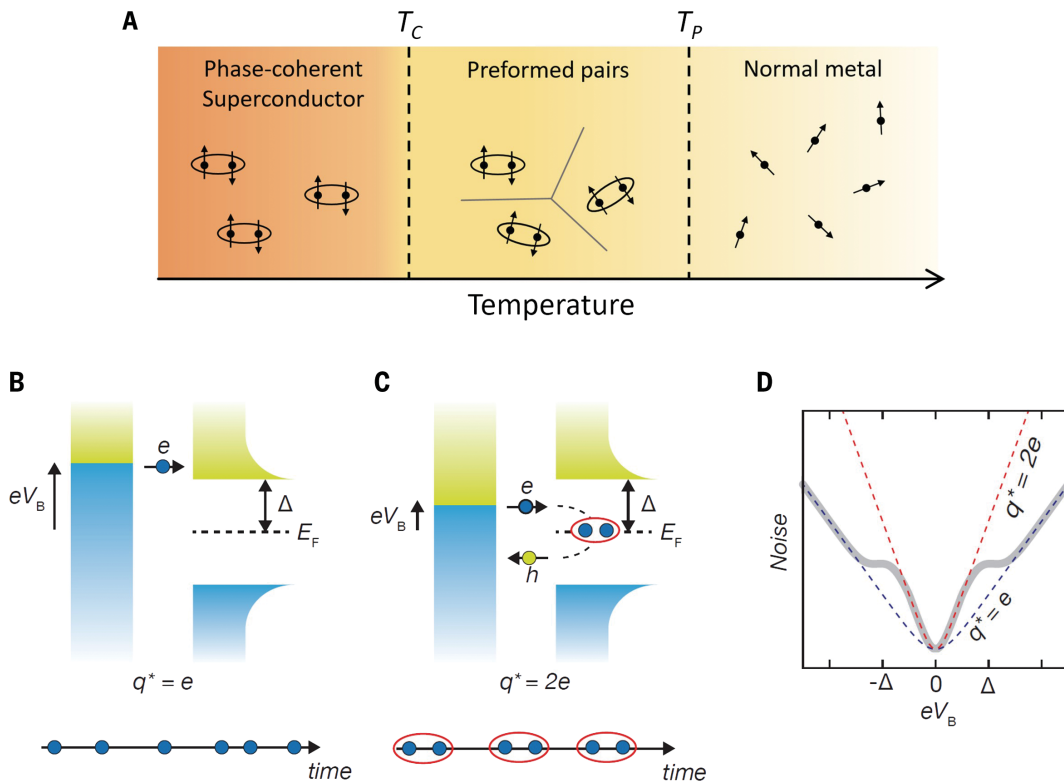 A
T_C
T_P
Phase-coherent
Superconductor
Preformed pairs
Normal metal
Temperature
B
e
eV_B
Δ
E_F
q* = e
time
C
e
eV_B
Δ
E_F
h
q* = 2e
time
D
Noise
q* = 2e
q* = e
-Δ
0
Δ
eV_B